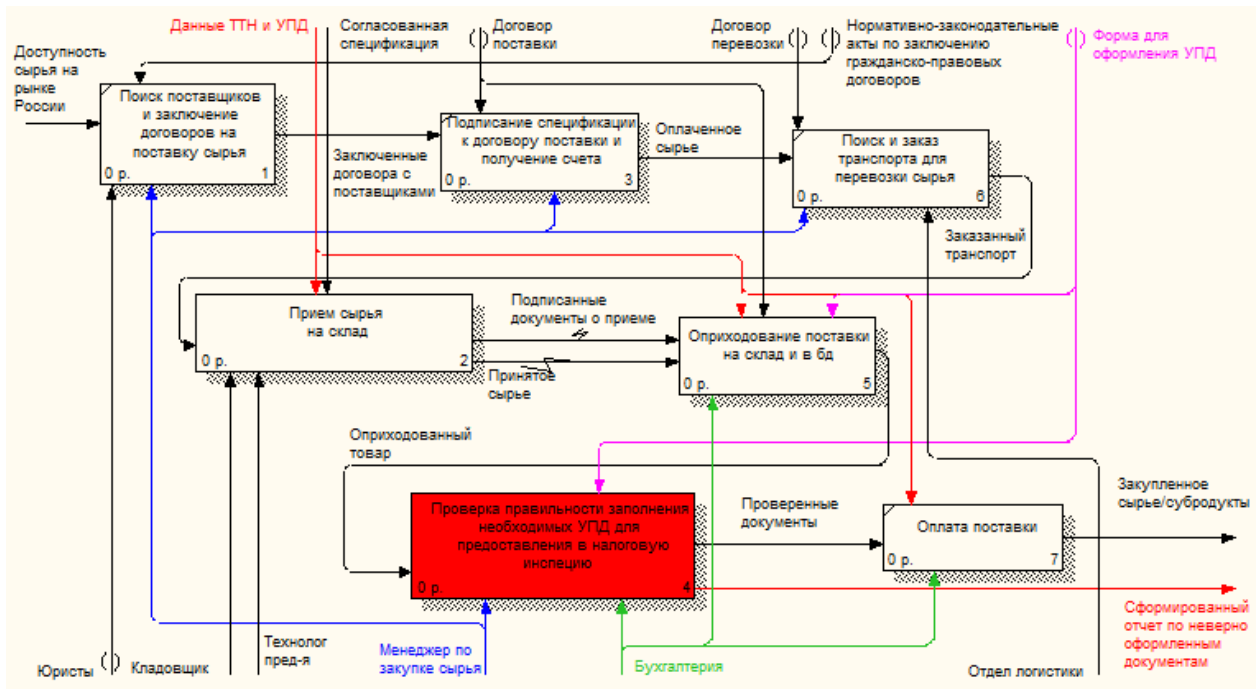 Данные ТТН и УПД
Согласованная
спецификация
Договор
поставки
Договор
перевозки
Нормативно-законодательные
акты по заключению
гражданско-правовых
договоров
Форма для
оформления УПД
Доступность
сырья на
рынке
России
Поиск поставщиков
и заключение
договоров на
поставку сырья
0 р. 1
Заключенные
договора с
поставщиками
Подписание спецификации
к договору поставки и
получение счета
0 р. 3
Оплаченное
сырье
Поиск и заказ
транспорта для
перевозки сырья
0 р. 6
Заказанный
транспорт
Прием сырья
на склад
0 р. 2
Подписанные
документы о приеме
Принятое
сырье
Оприходование поставки
на склад и в бд
0 р. 5
Оприходованный
товар
Проверка правильности заполнения
необходимых УПД для
предоставления в налоговую
инспецию
0 р. 4
Проверенные
документы
Оплата поставки
0 р. 7
Закупленное
сырье/субродукты
Сформированный
отчет по неверно
оформленным
документам
Юристы
Кладовщик
Технолог
пред-я
Менеджер по
закупке сырья
Бухгалтерия
Отдел логистики